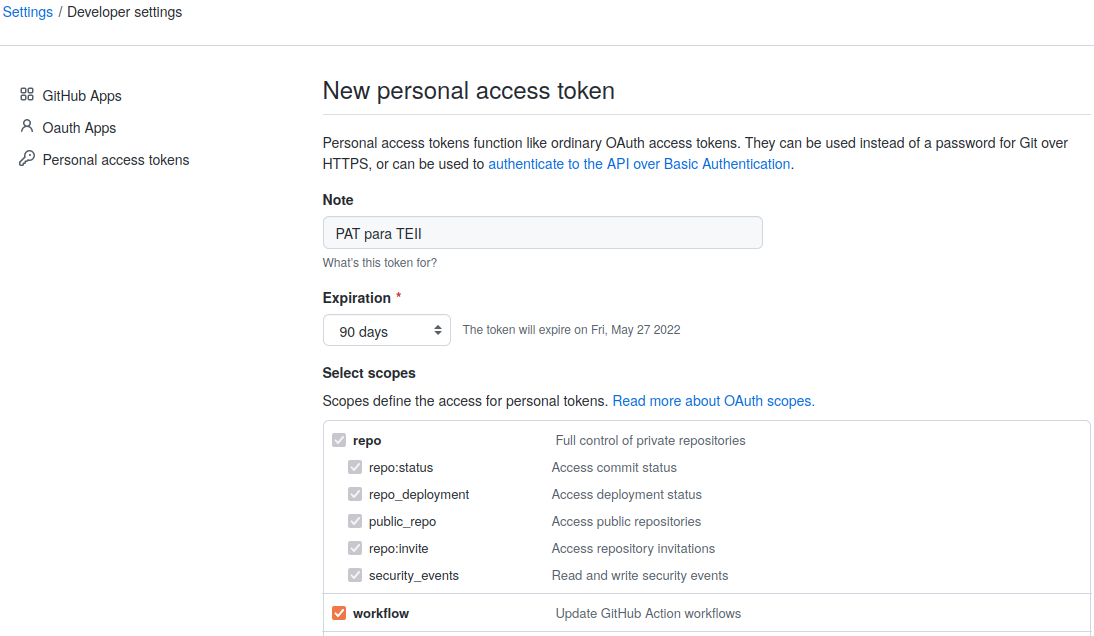 Settings / Developer settings
GitHub Apps
Oauth Apps
Personal access tokens
New personal access token
Personal access tokens function like ordinary OAuth access tokens. They can be used instead of a password for Git over
HTTPS, or can be used to authenticate to the API over Basic Authentication.
Note
PAT para TEII
What's this token for?
Expiration *
90 days The token will expire on Fri, May 27 2022
Select scopes
Scopes define the access for personal tokens. Read more about OAuth scopes.
repo Full control of private repositories
repo:status Access commit status
repo_deployment Access deployment status
public_repo Access public repositories
repo:invite Access repository invitations
security_events Read and write security events
workflow Update GitHub Action workflows